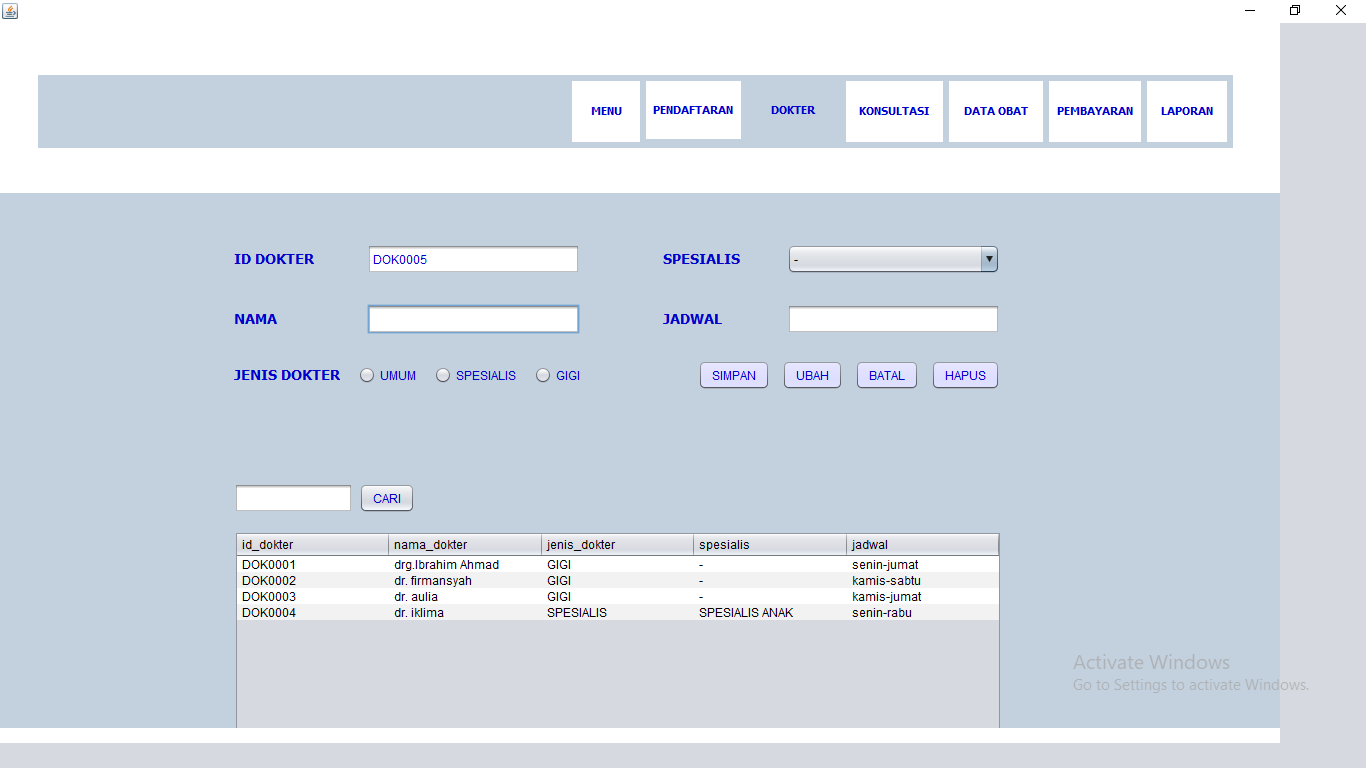 MENU PENDAFTARAN DOKTER KONSULTASI DATA OBAT PEMBAYARAN LAPORAN
ID DOKTER DOK0005 SPESIALIS -
NAMA JADWAL
JENIS DOKTER UMUM SPESIALIS GIGI SIMPAN UBAH BATAL HAPUS
CARI
id_dokter nama_dokter jenis_dokter spesialis jadwal
DOK0001 drg.Ibrahim Ahmad GIGI - senin-jumat
DOK0002 dr. firmansyah GIGI - kamis-sabtu
DOK0003 dr. aulia GIGI - kamis-jumat
DOK0004 dr. iklima SPESIALIS SPESIALIS ANAK senin-rabu
Activate Windows
Go to Settings to activate Windows.